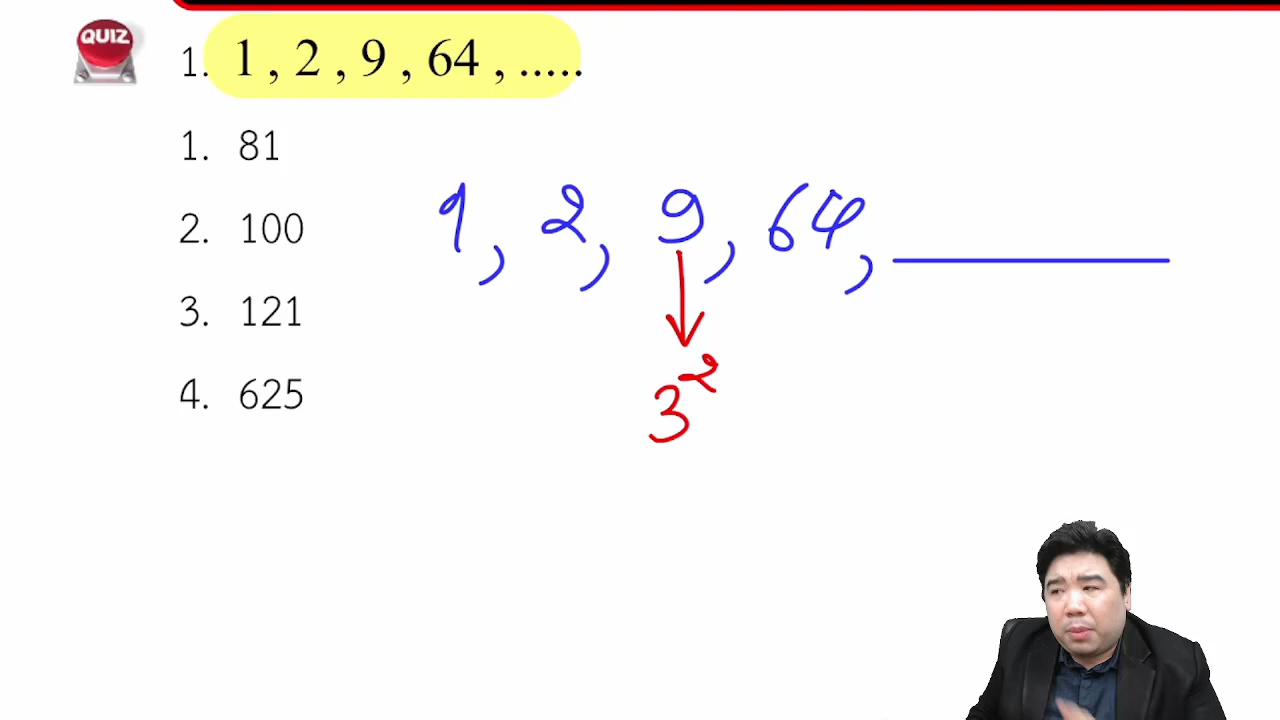 QUIZ
1. 1 , 2 , 9 , 64 , .....
1. 81
2. 100
3. 121
4. 625
1, 2, 9, 64,
3²